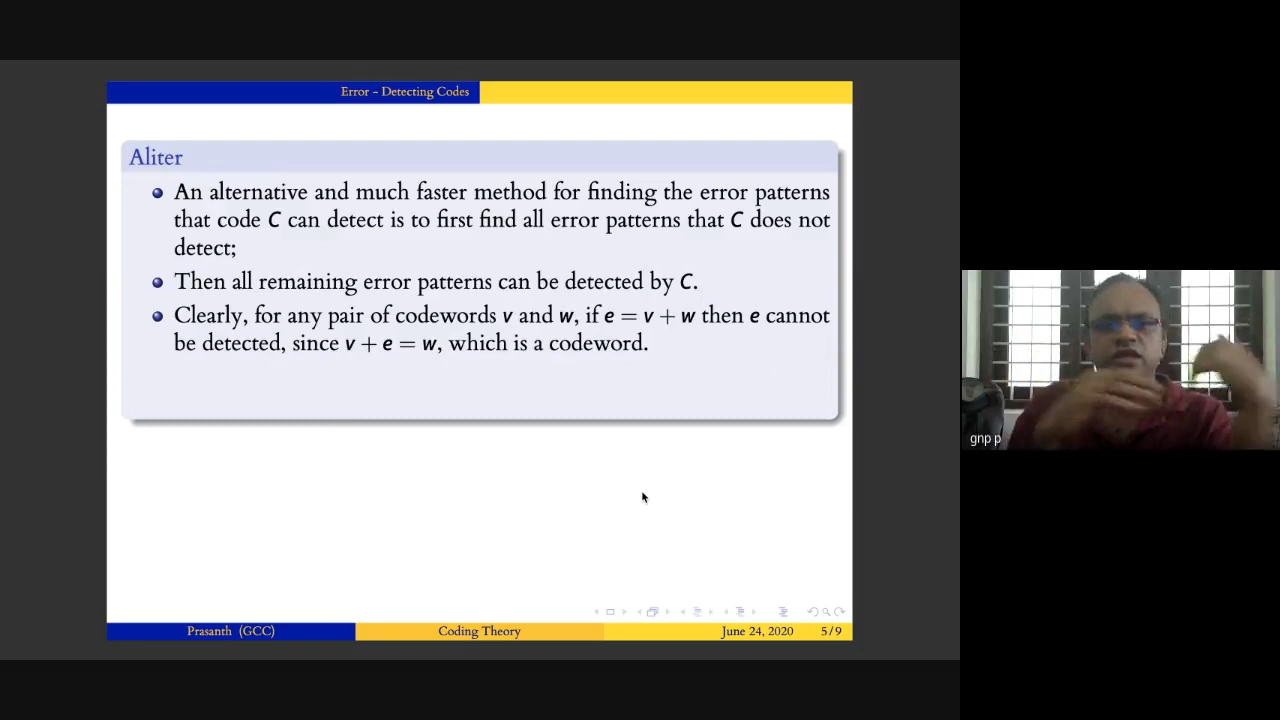 Error - Detecting Codes
Aliter
An alternative and much faster method for finding the error patterns
that code C can detect is to first find all error patterns that C does not
detect;
Then all remaining error patterns can be detected by C.
Clearly, for any pair of codewords v and w, if e = v + w then e cannot
be detected, since v + e = w, which is a codeword.
Prasanth (GCC) Coding Theory June 24, 2020 5/9
gnp p